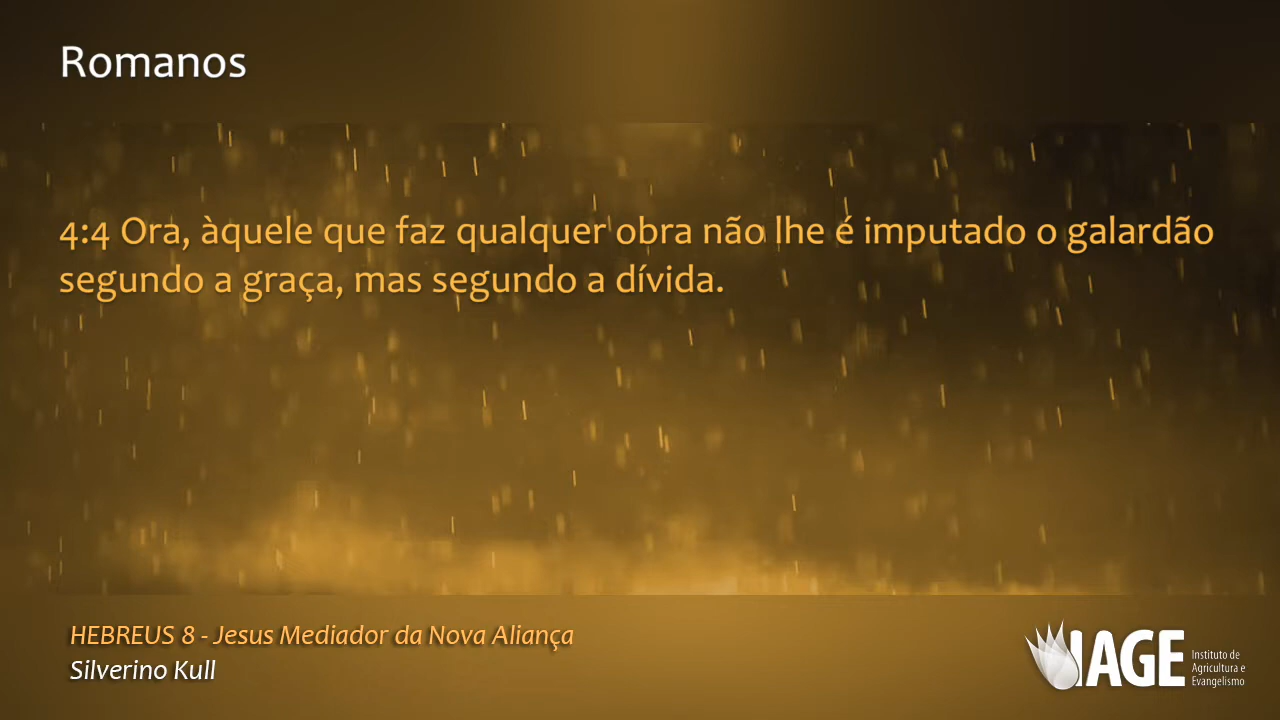 Romanos
4:4 Ora, àquele que faz qualquer obra não lhe é imputado o galardão
segundo a graça, mas segundo a dívida.
HEBREUS 8 - Jesus Mediador da Nova Aliança
Silverino Kull
IAGE
Instituto de
Agricultura e
Evangelismo